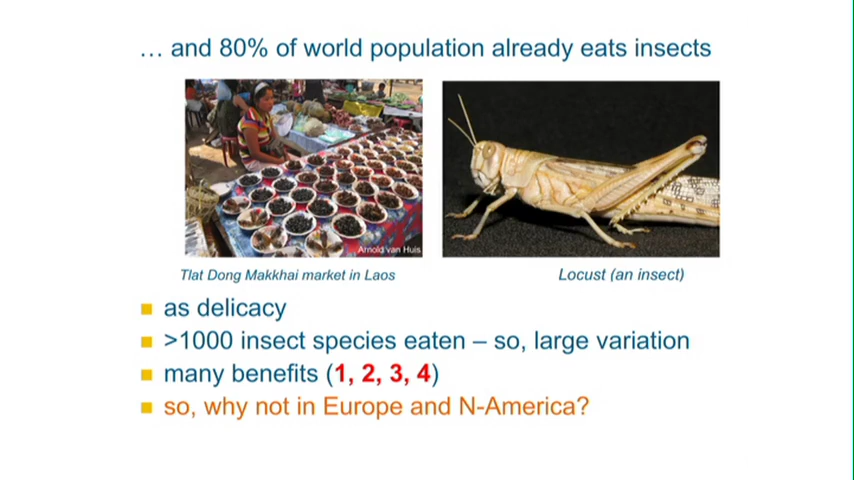 … and 80% of world population already eats insects
Arnold van Huis
Tlat Dong Makkhai market in Laos
Locust (an insect)
as delicacy
>1000 insect species eaten – so, large variation
many benefits (1, 2, 3, 4)
so, why not in Europe and N-America?